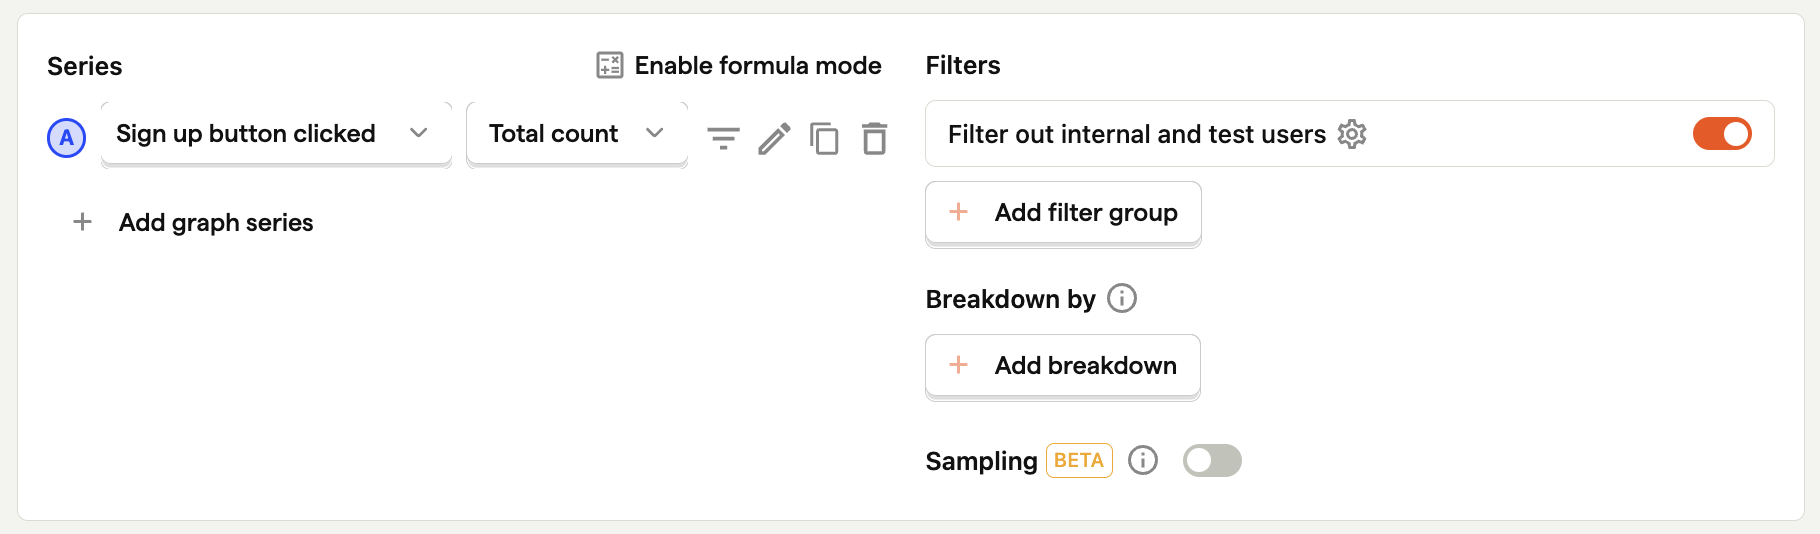 Series
Enable formula mode
A
Sign up button clicked
Total count
Add graph series
Filters
Filter out internal and test users
Add filter group
Breakdown by
Add breakdown
Sampling BETA